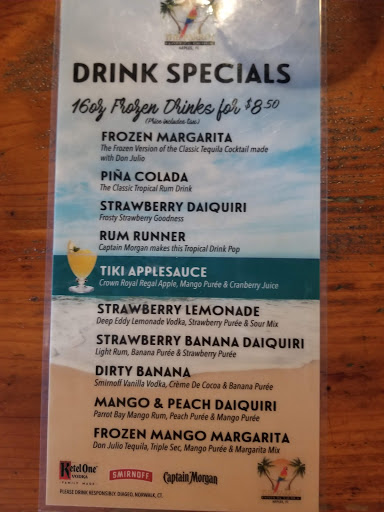 DRINK SPECIALS
16oz Frozen Drinks for $8.50
(Price includes tax)
FROZEN MARGARITA
The Frozen Version of the Classic Tequila Cocktail made
with Don Julio
PIÑA COLADA
The Classic Tropical Rum Drink
STRAWBERRY DAIQUIRI
Frosty Strawberry Goodness
RUM RUNNER
Captain Morgan makes this Tropical Drink Pop
TIKI APPLESAUCE
Crown Royal Regal Apple, Mango Purée & Cranberry Juice
STRAWBERRY LEMONADE
Deep Eddy Lemonade Vodka, Strawberry Purée & Sour Mix
STRAWBERRY BANANA DAIQUIRI
Light Rum, Banana Purée & Strawberry Purée
DIRTY BANANA
Smirnoff Vanilla Vodka, Crème De Cocoa & Banana Purée
MANGO & PEACH DAIQUIRI
Parrot Bay Mango Rum, Peach Purée & Mango Purée
FROZEN MANGO MARGARITA
Don Julio Tequila, Triple Sec, Mango Purée & Margarita Mix
Ketel One
VODKA
SMIRNOFF
Captain Morgan
PLEASE DRINK RESPONSIBLY. DIAGEO, NORWALK, CT.